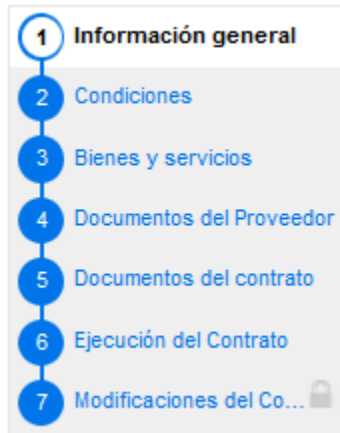 1 Información general
2 Condiciones
3 Bienes y servicios
4 Documentos del Proveedor
5 Documentos del contrato
6 Ejecución del Contrato
7 Modificaciones del Co...